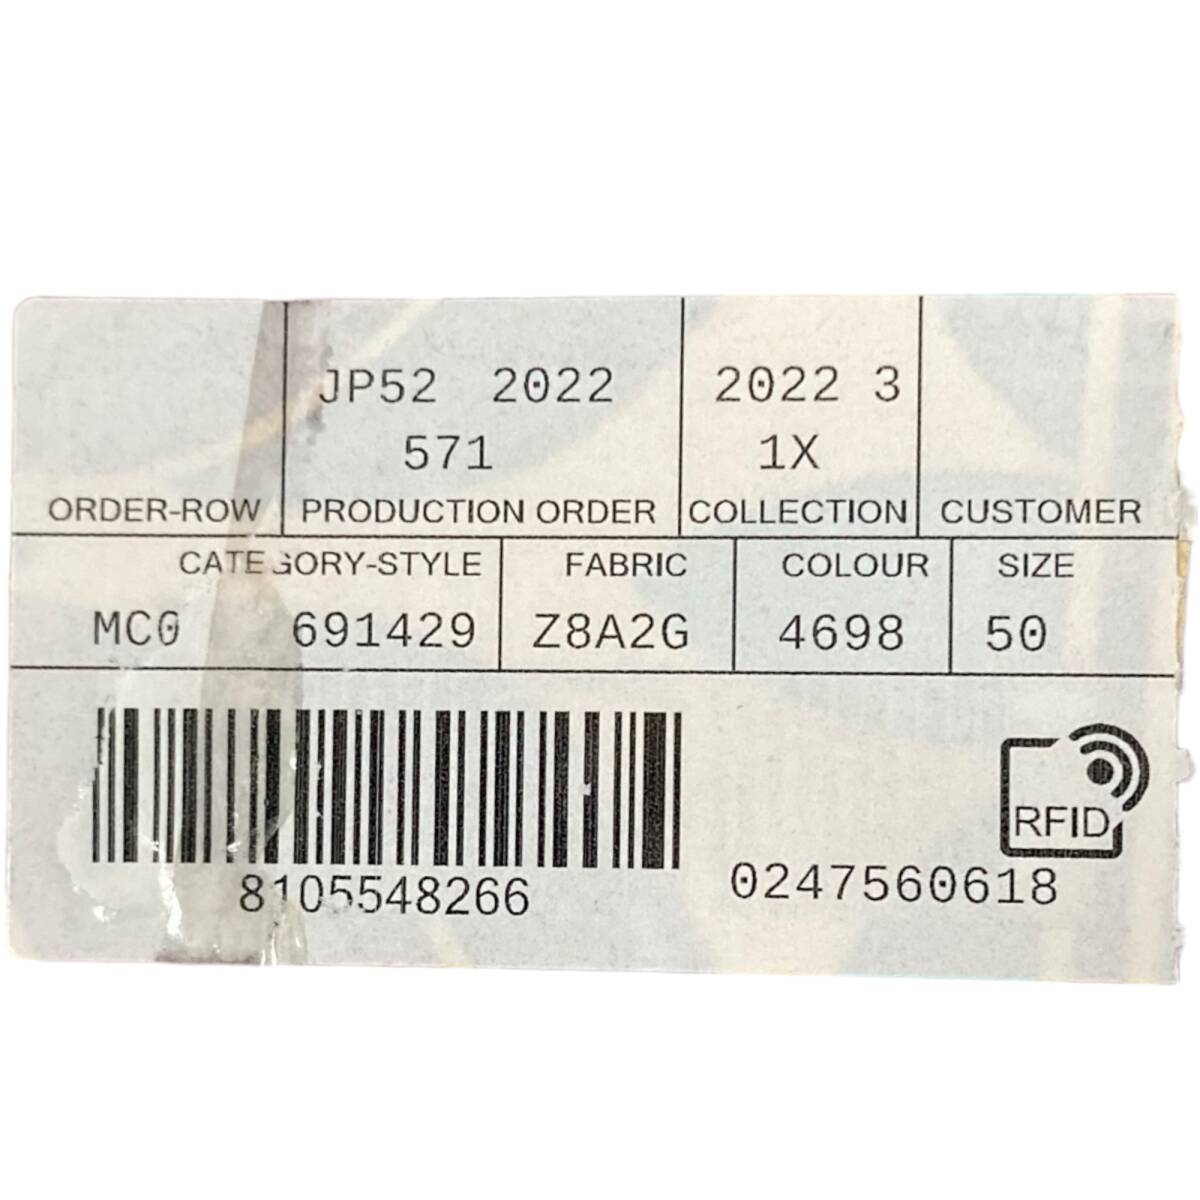 JP52 2022 2022 3
571 1X
ORDER-ROW PRODUCTION ORDER COLLECTION CUSTOMER
CATEGORY-STYLE FABRIC COLOUR SIZE
MC0 691429 Z8A2G 4698 50
RFID
8105548266 0247560618